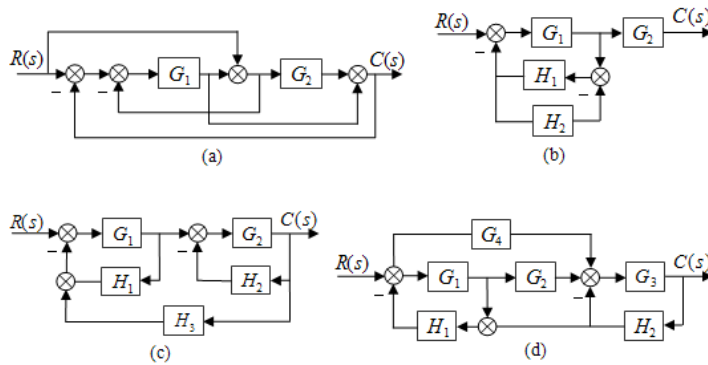 R(s) − − G₁ G₂ C(s)
(a)
R(s) − G₁ G₂ C(s)
H₁ −
H₂
(b)
R(s) − G₁ − G₂ C(s)
H₁ H₂
H₃
(c)
G₄
R(s) − G₁ G₂ − G₃ C(s)
H₁ H₂
(d)